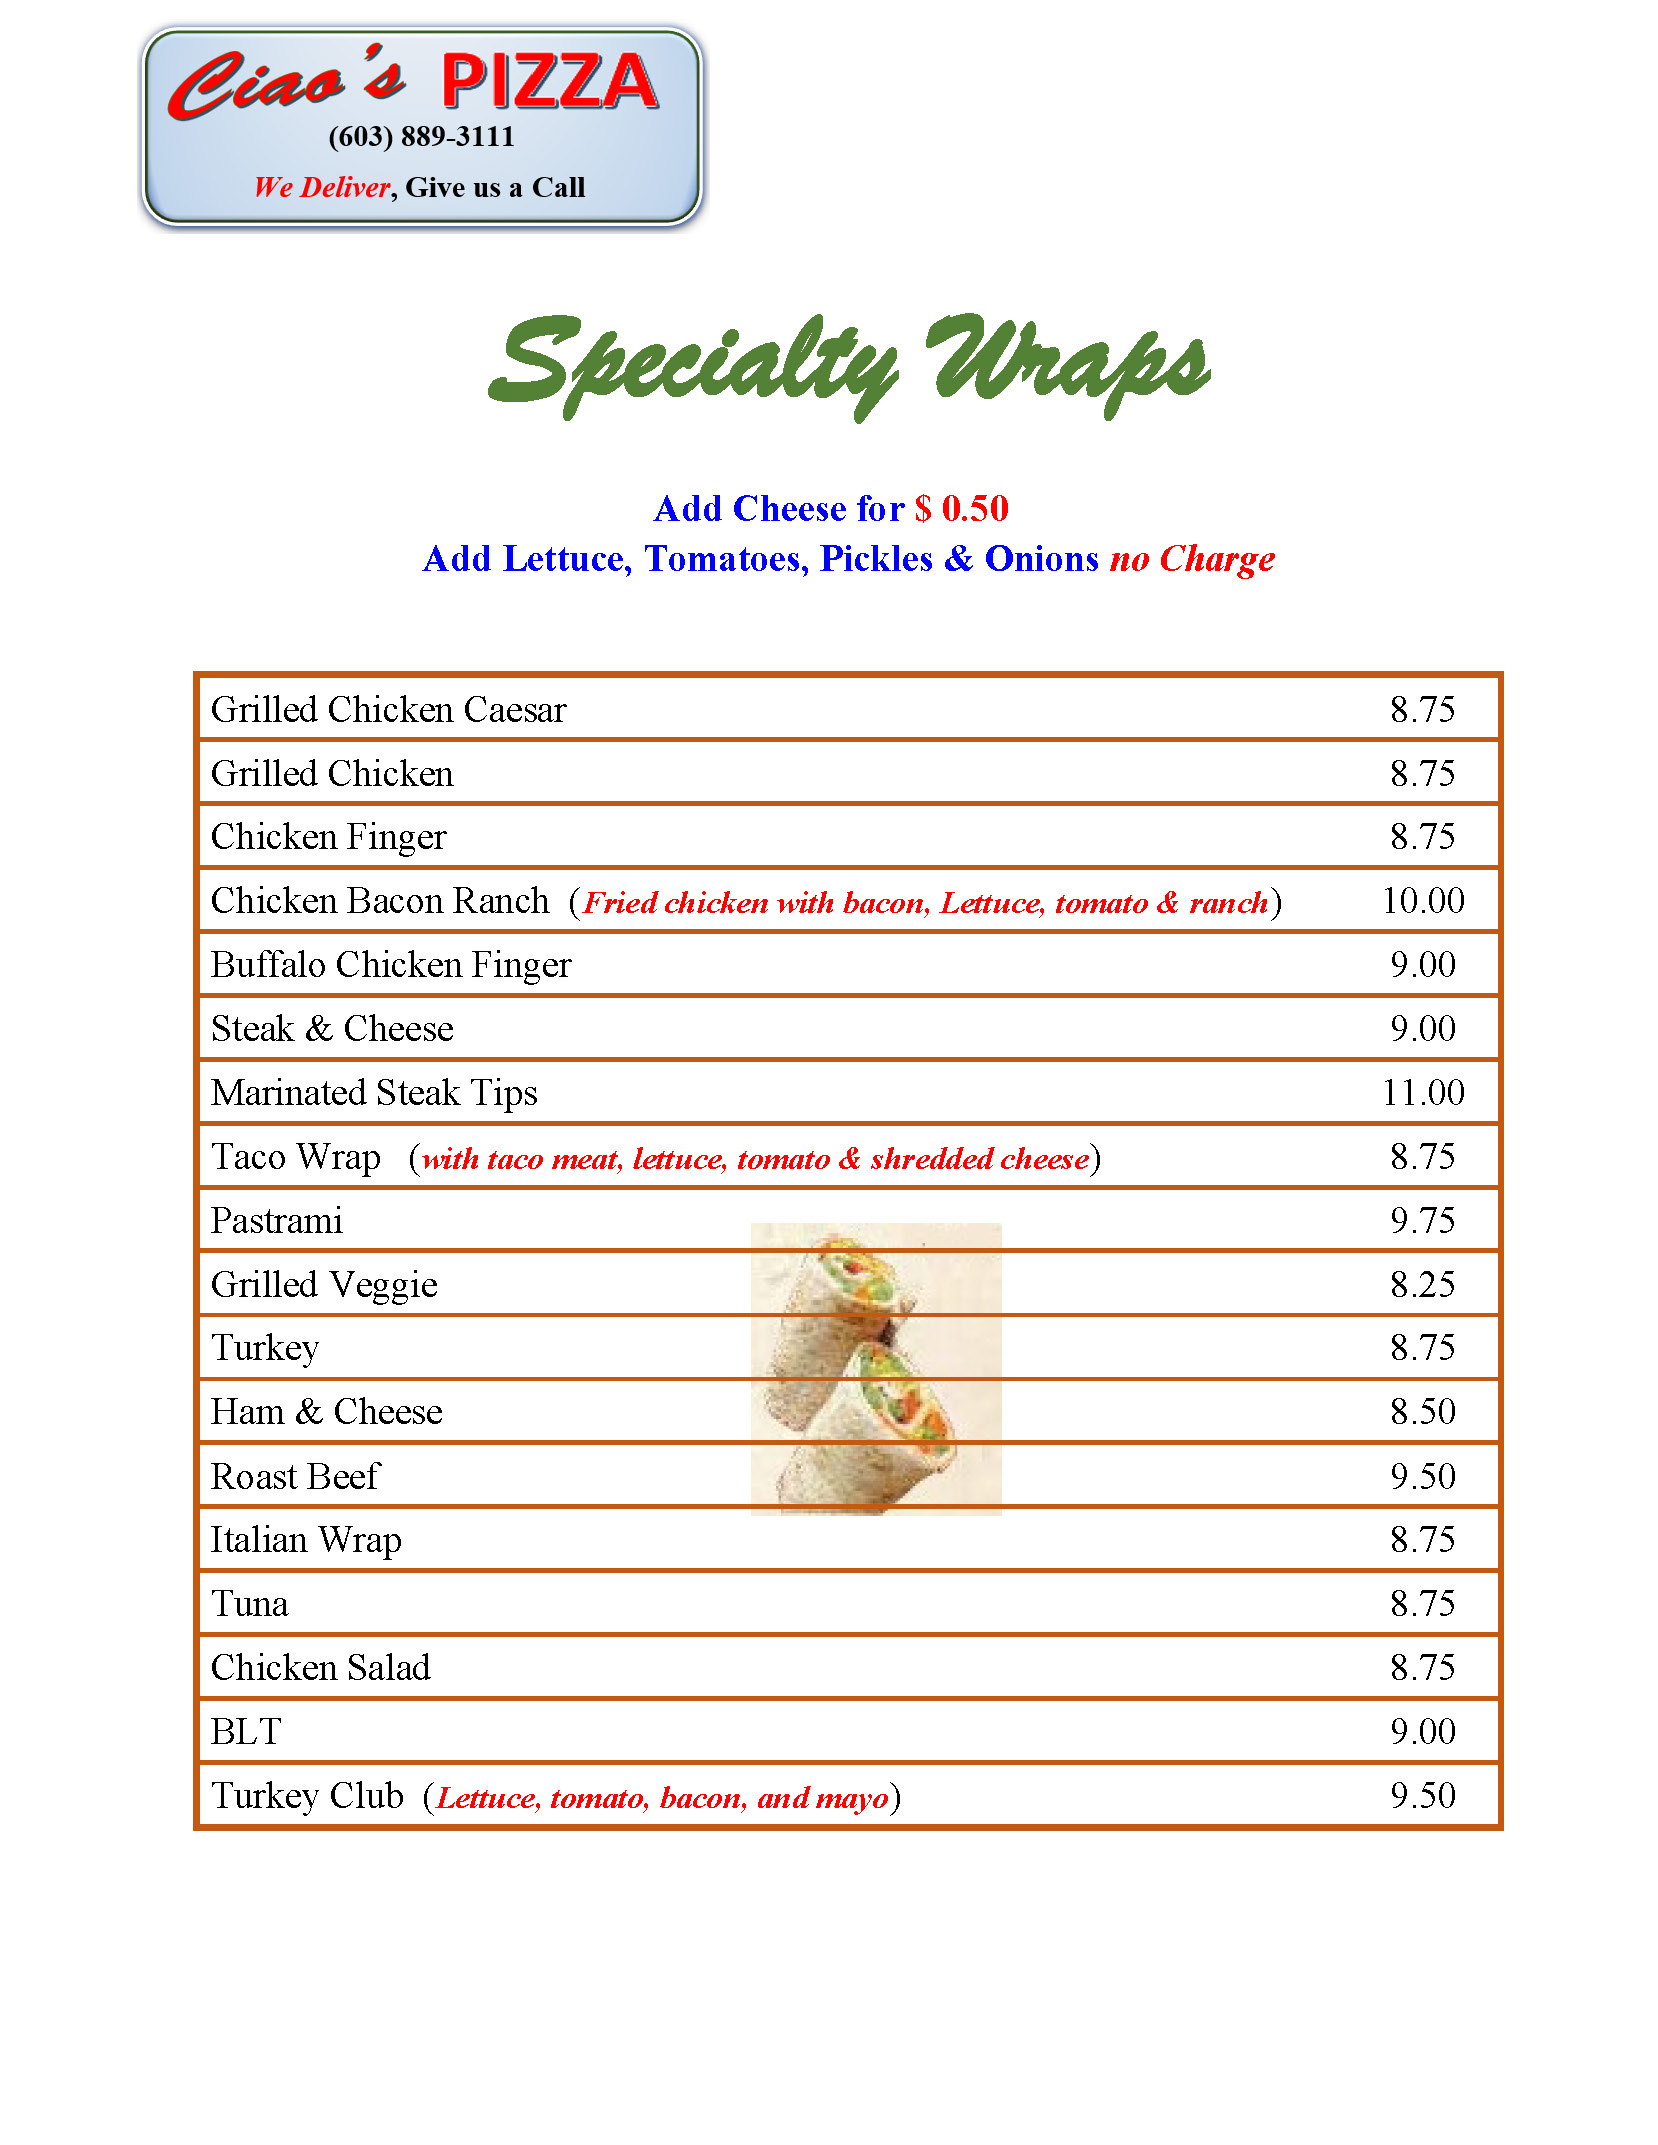 Ciao's PIZZA
(603) 889-3111
We Deliver, Give us a Call
Specialty Wraps
Add Cheese for $ 0.50
Add Lettuce, Tomatoes, Pickles & Onions no Charge
Grilled Chicken Caesar 8.75
Grilled Chicken 8.75
Chicken Finger 8.75
Chicken Bacon Ranch (Fried chicken with bacon, Lettuce, tomato & ranch) 10.00
Buffalo Chicken Finger 9.00
Steak & Cheese 9.00
Marinated Steak Tips 11.00
Taco Wrap (with taco meat, lettuce, tomato & shredded cheese) 8.75
Pastrami 9.75
Grilled Veggie 8.25
Turkey 8.75
Ham & Cheese 8.50
Roast Beef 9.50
Italian Wrap 8.75
Tuna 8.75
Chicken Salad 8.75
BLT 9.00
Turkey Club (Lettuce, tomato, bacon, and mayo) 9.50